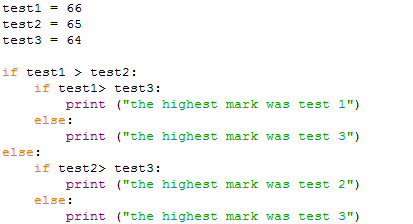 test1 = 66
test2 = 65
test3 = 64

if test1 > test2:
    if test1> test3:
        print ("the highest mark was test 1")
    else:
        print ("the highest mark was test 3")
else:
    if test2> test3:
        print ("the highest mark was test 2")
    else:
        print ("the highest mark was test 3")